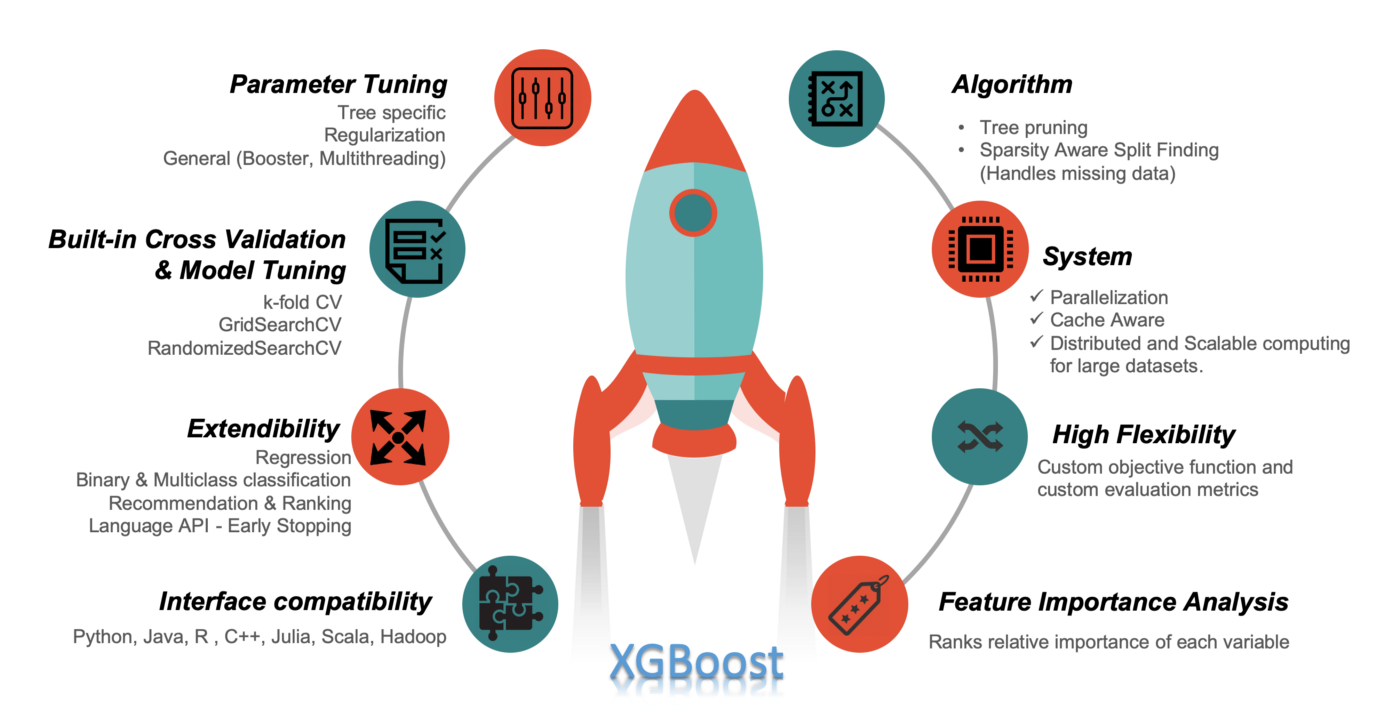 Parameter Tuning
Tree specific
Regularization
General (Booster, Multithreading)
Built-in Cross Validation
& Model Tuning
k-fold CV
GridSearchCV
RandomizedSearchCV
Extendibility
Regression
Binary & Multiclass classification
Recommendation & Ranking
Language API - Early Stopping
Interface compatibility
Python, Java, R , C++, Julia, Scala, Hadoop
Algorithm
• Tree pruning
• Sparsity Aware Split Finding
(Handles missing data)
System
✓ Parallelization
✓ Cache Aware
✓ Distributed and Scalable computing
for large datasets.
High Flexibility
Custom objective function and
custom evaluation metrics
Feature Importance Analysis
Ranks relative importance of each variable
XGBoost